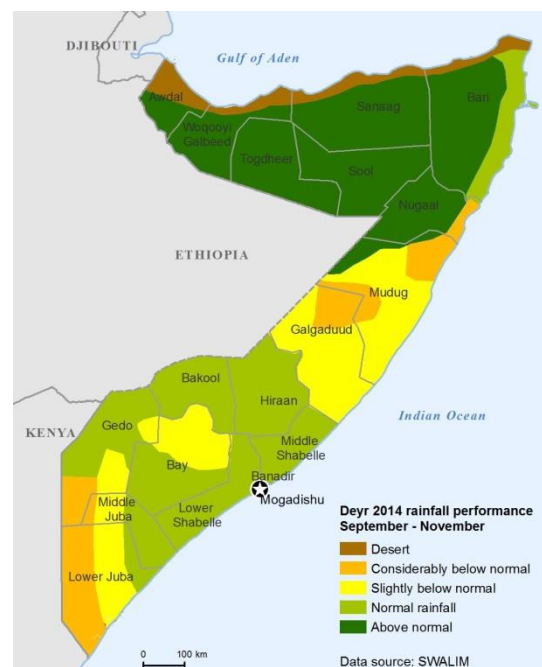 DJIBOUTI
Gulf of Aden
Awdal
Woqooyi
Galbeed
Togdheer
Sanaag
Sool
Bari
Nugaal
ETHIOPIA
Mudug
Galgaduud
Bakool
Hiraan
Gedo
KENYA
Bay
Middle
Shabelle
Banadir
Mogadishu
Middle
Juba
Lower
Shabelle
Lower Juba
Indian Ocean
Deyr 2014 rainfall performance
September - November
Desert
Considerably below normal
Slightly below normal
Normal rainfall
Above normal
Data source: SWALIM
0 100 km